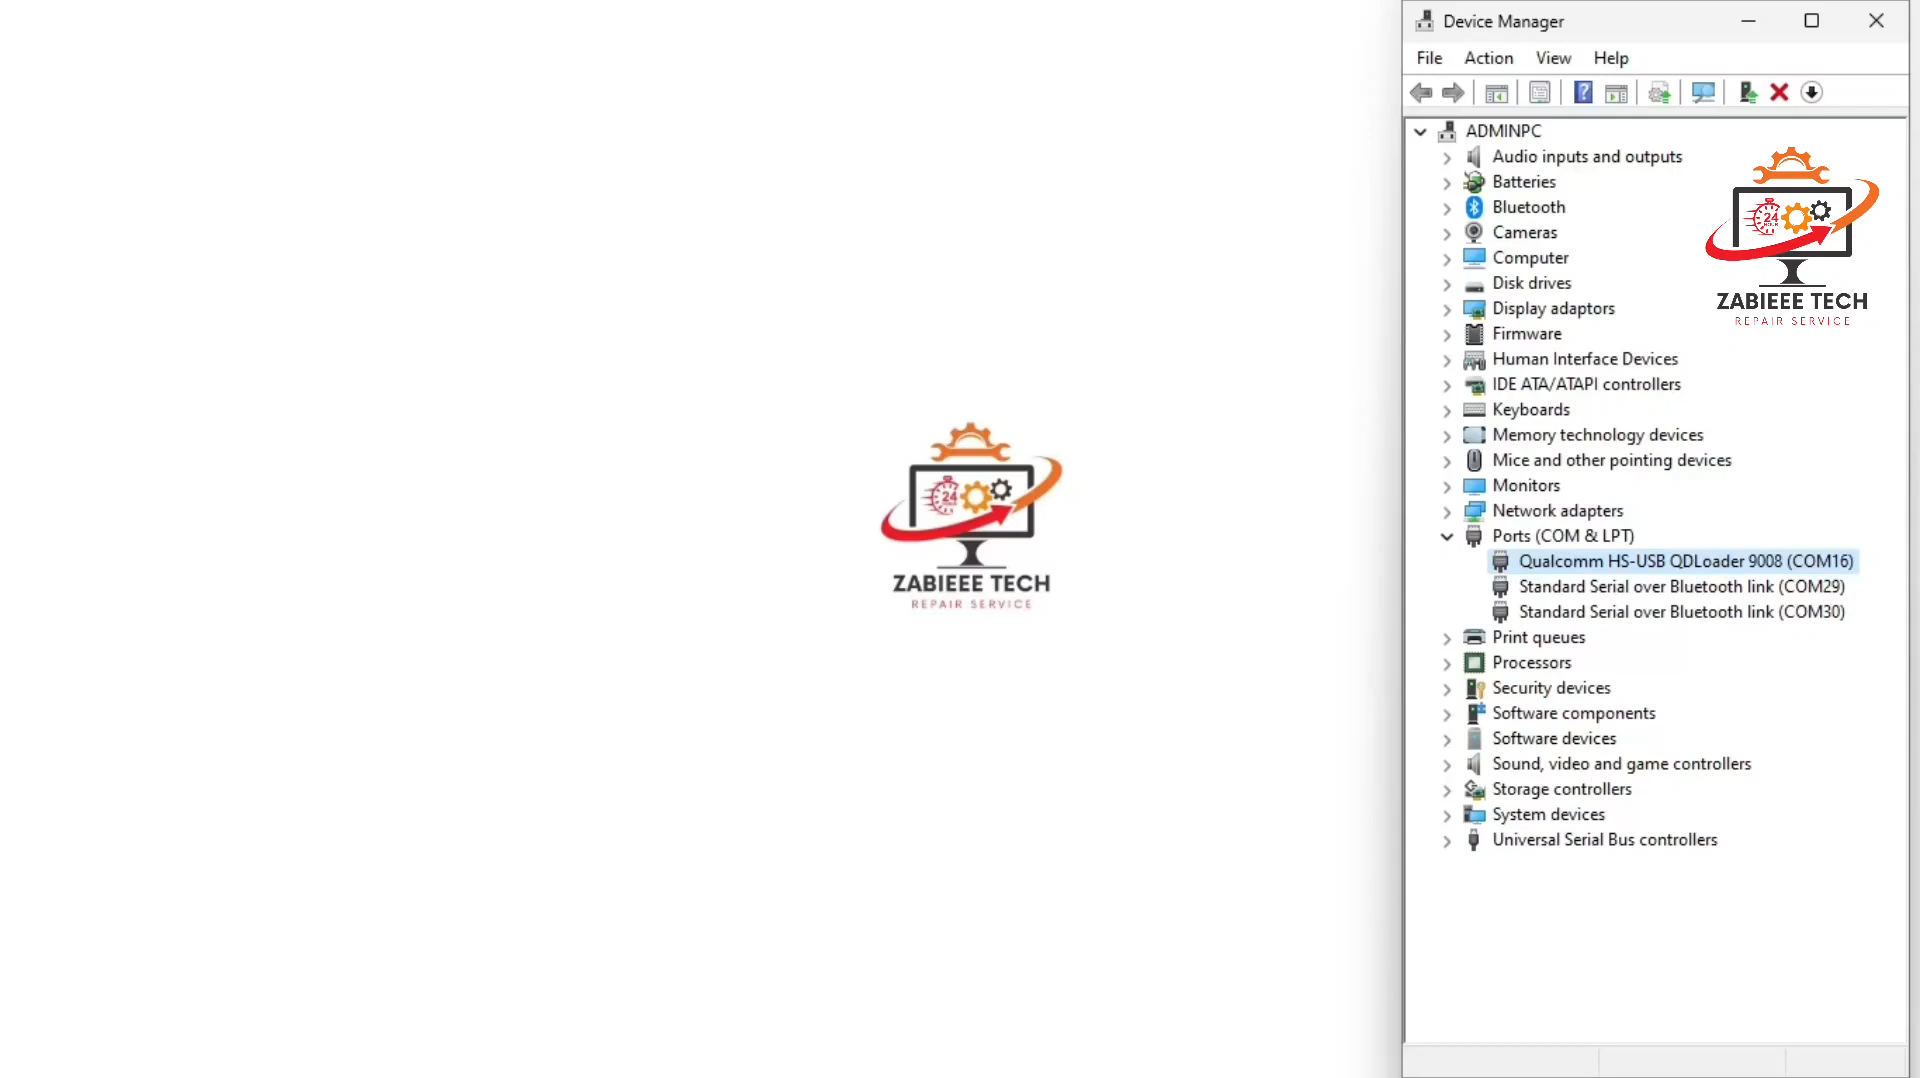 Device Manager
File Action View Help
ADMINPC
Audio inputs and outputs
Batteries
Bluetooth
Cameras
Computer
Disk drives
Display adaptors
Firmware
Human Interface Devices
IDE ATA/ATAPI controllers
Keyboards
Memory technology devices
Mice and other pointing devices
Monitors
Network adapters
Ports (COM & LPT)
Qualcomm HS-USB QDLoader 9008 (COM16)
Standard Serial over Bluetooth link (COM29)
Standard Serial over Bluetooth link (COM30)
Print queues
Processors
Security devices
Software components
Software devices
Sound, video and game controllers
Storage controllers
System devices
Universal Serial Bus controllers
24
HOUR
ZABIEEE TECH
REPAIR SERVICE
24
ZABIEEE TECH
REPAIR SERVICE